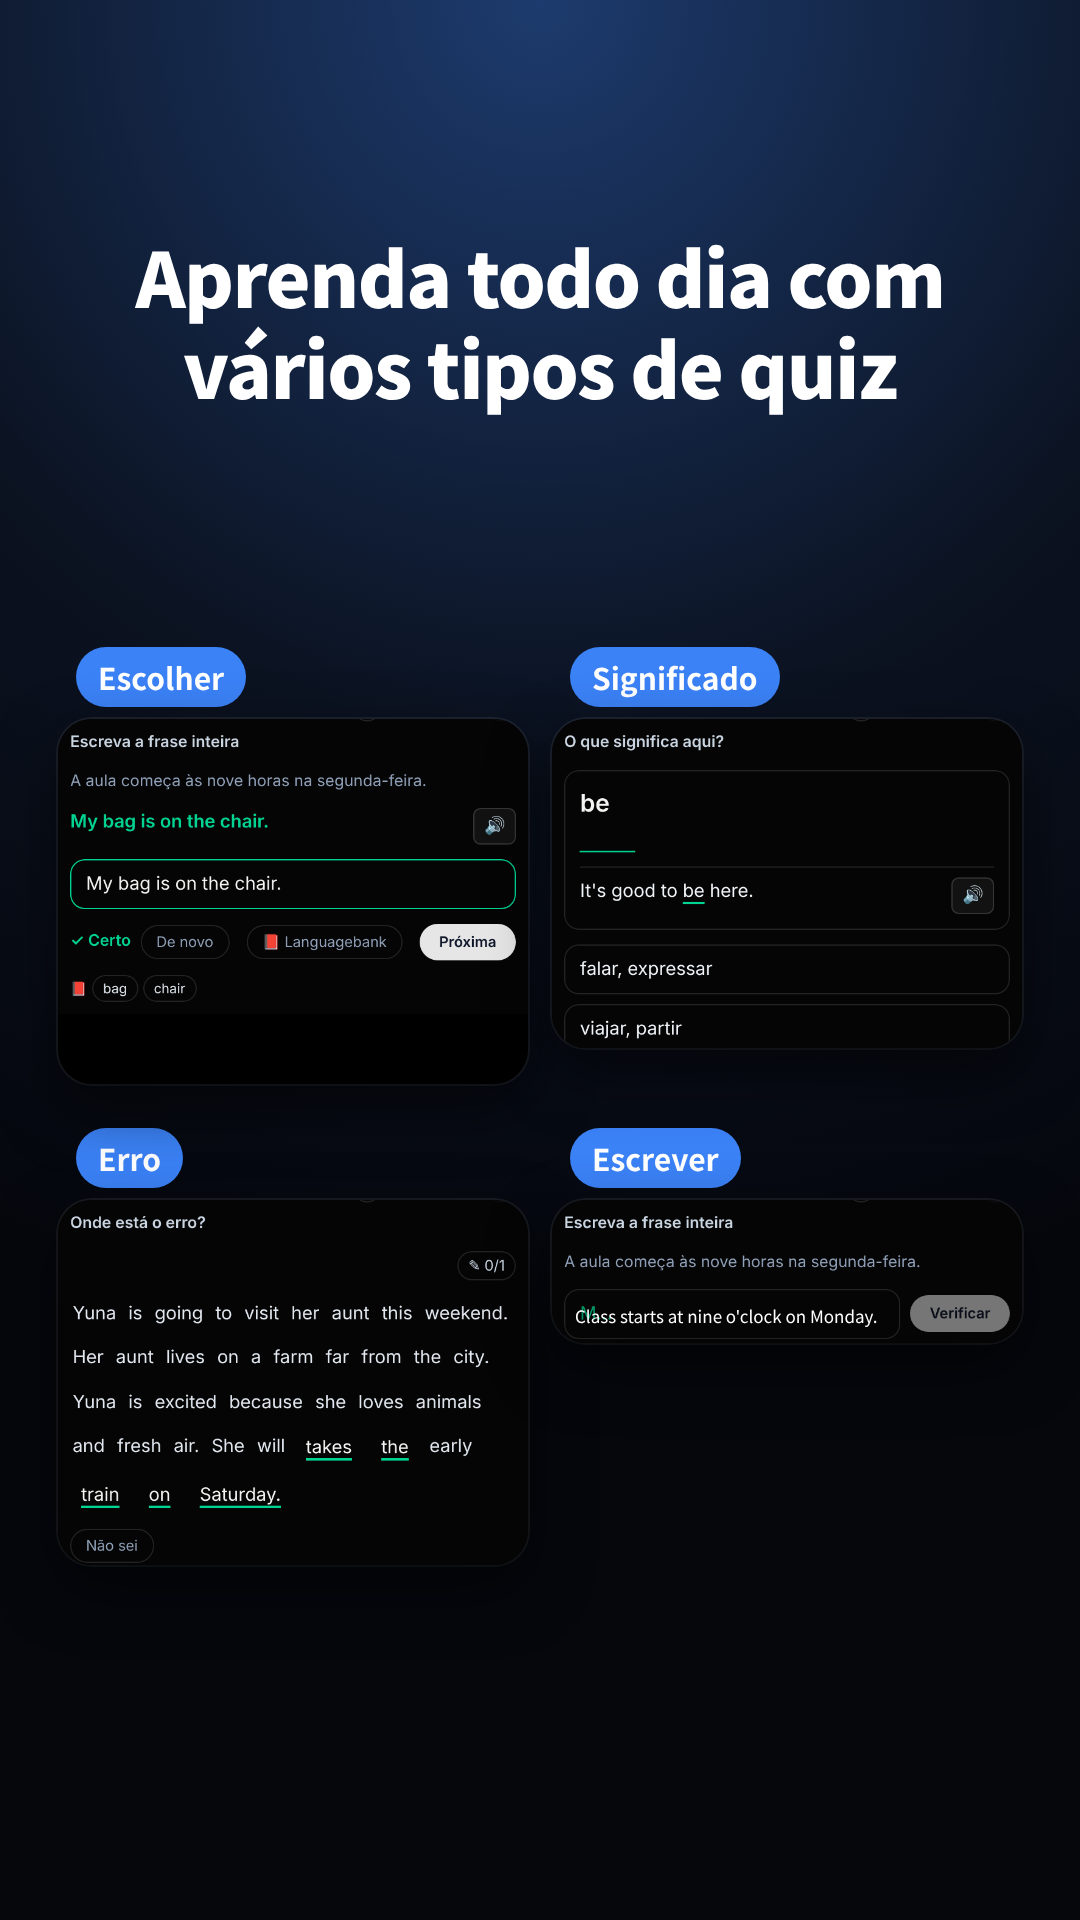 Aprenda todo dia com
vários tipos de quiz
Escolher
Escreva a frase inteira
A aula começa às nove horas na segunda-feira.
My bag is on the chair.
My bag is on the chair.
✓ Certo
De novo
Languagebank
Próxima
bag
chair
Significado
O que significa aqui?
be
It's good to be here.
falar, expressar
viajar, partir
Erro
Onde está o erro?
✎ 0/1
Yuna is going to visit her aunt this weekend.
Her aunt lives on a farm far from the city.
Yuna is excited because she loves animals
and fresh air. She will takes the early
train on Saturday.
Não sei
Escrever
Escreva a frase inteira
A aula começa às nove horas na segunda-feira.
Class starts at nine o'clock on Monday.
Verificar